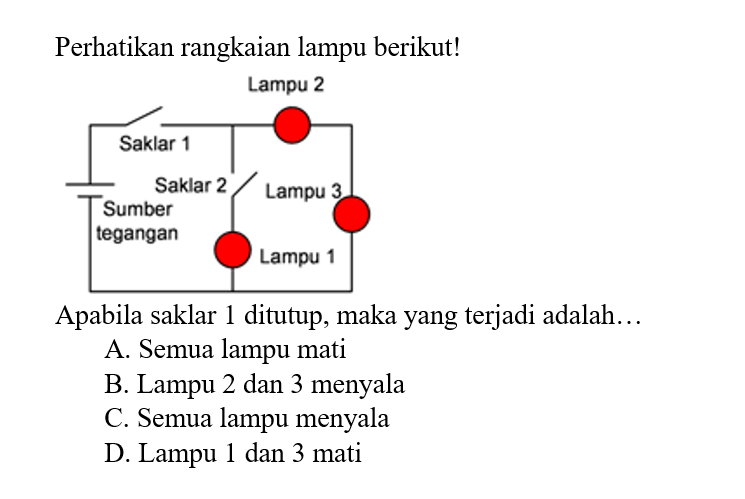 Perhatikan rangkaian lampu berikut!
Lampu 2
Saklar 1
Saklar 2
Lampu 3
Sumber
tegangan
Lampu 1
Apabila saklar 1 ditutup, maka yang terjadi adalah…
A. Semua lampu mati
B. Lampu 2 dan 3 menyala
C. Semua lampu menyala
D. Lampu 1 dan 3 mati